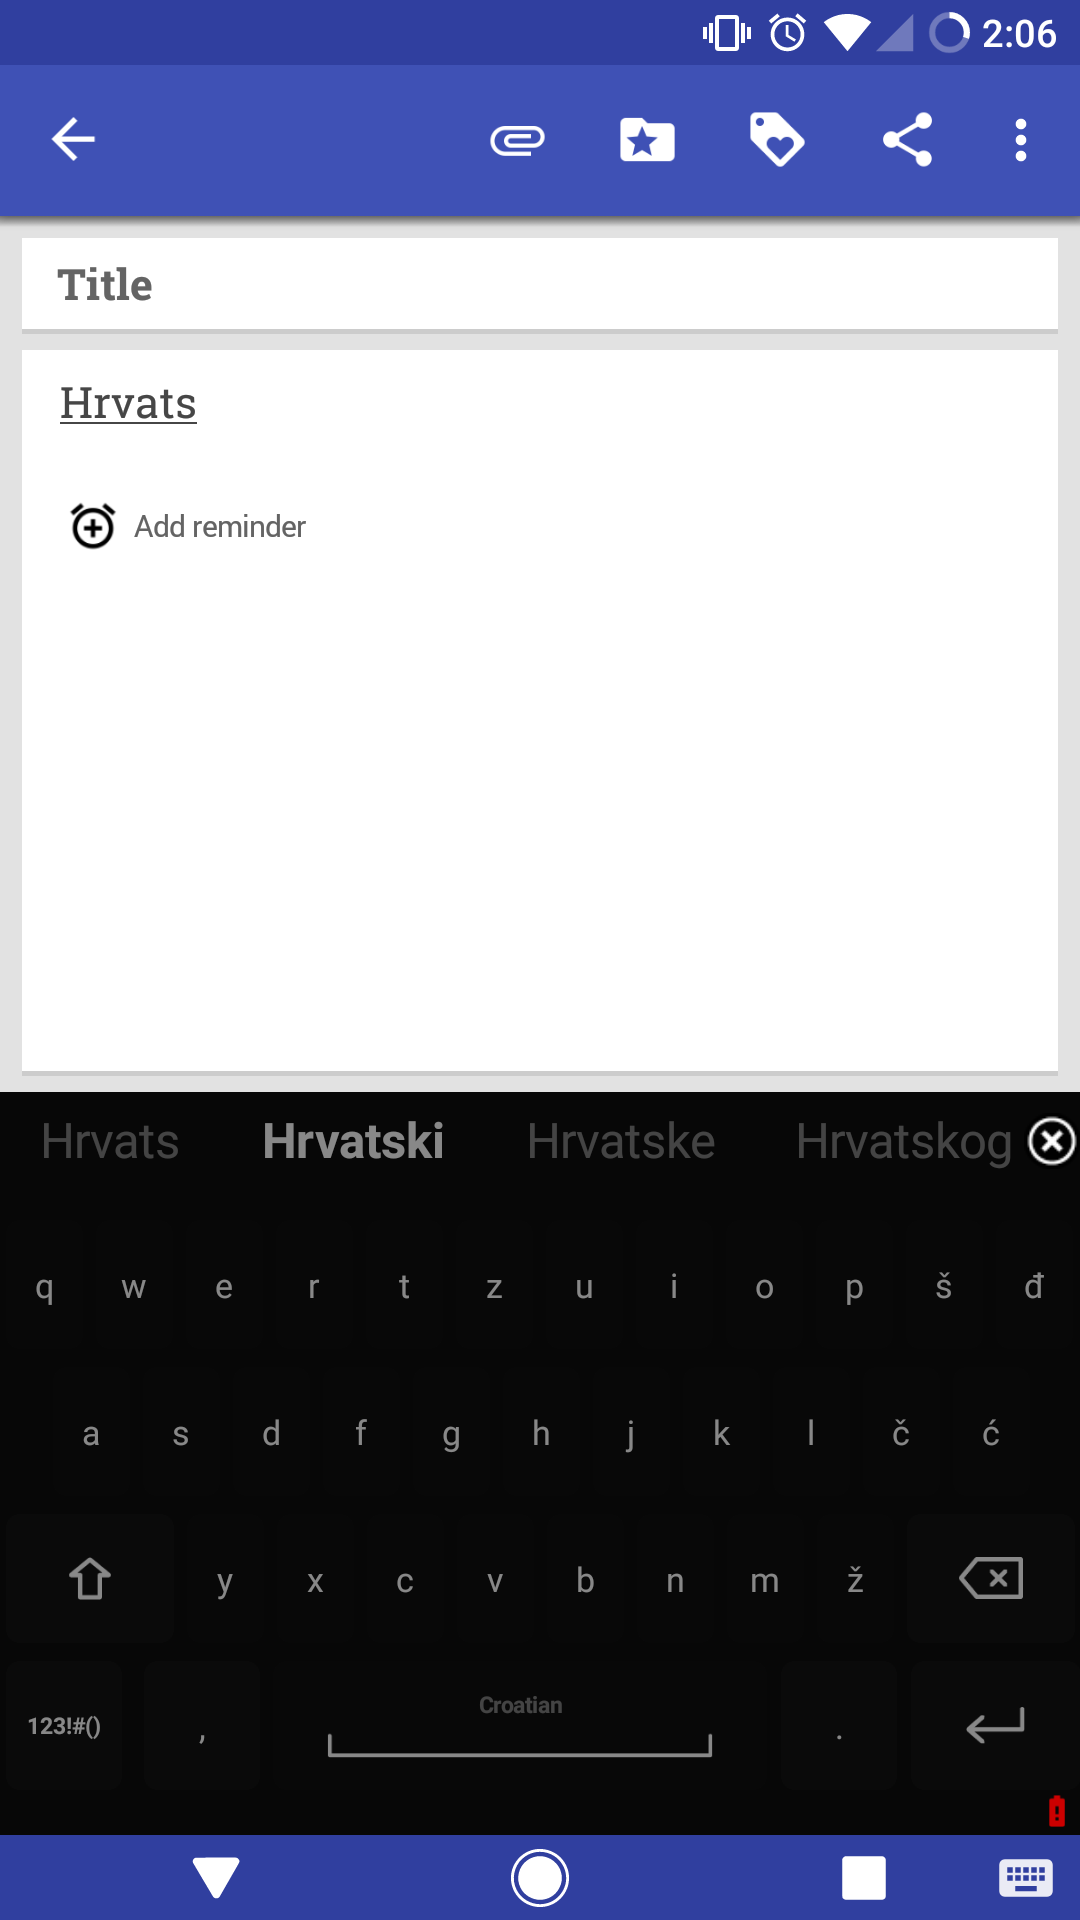 2:06
Title
Hrvats
Add reminder
Hrvats Hrvatski Hrvatske Hrvatskog
q w e r t z u i o p š đ
a s d f g h j k l č ć
y x c v b n m ž
Croatian
123!#() , .